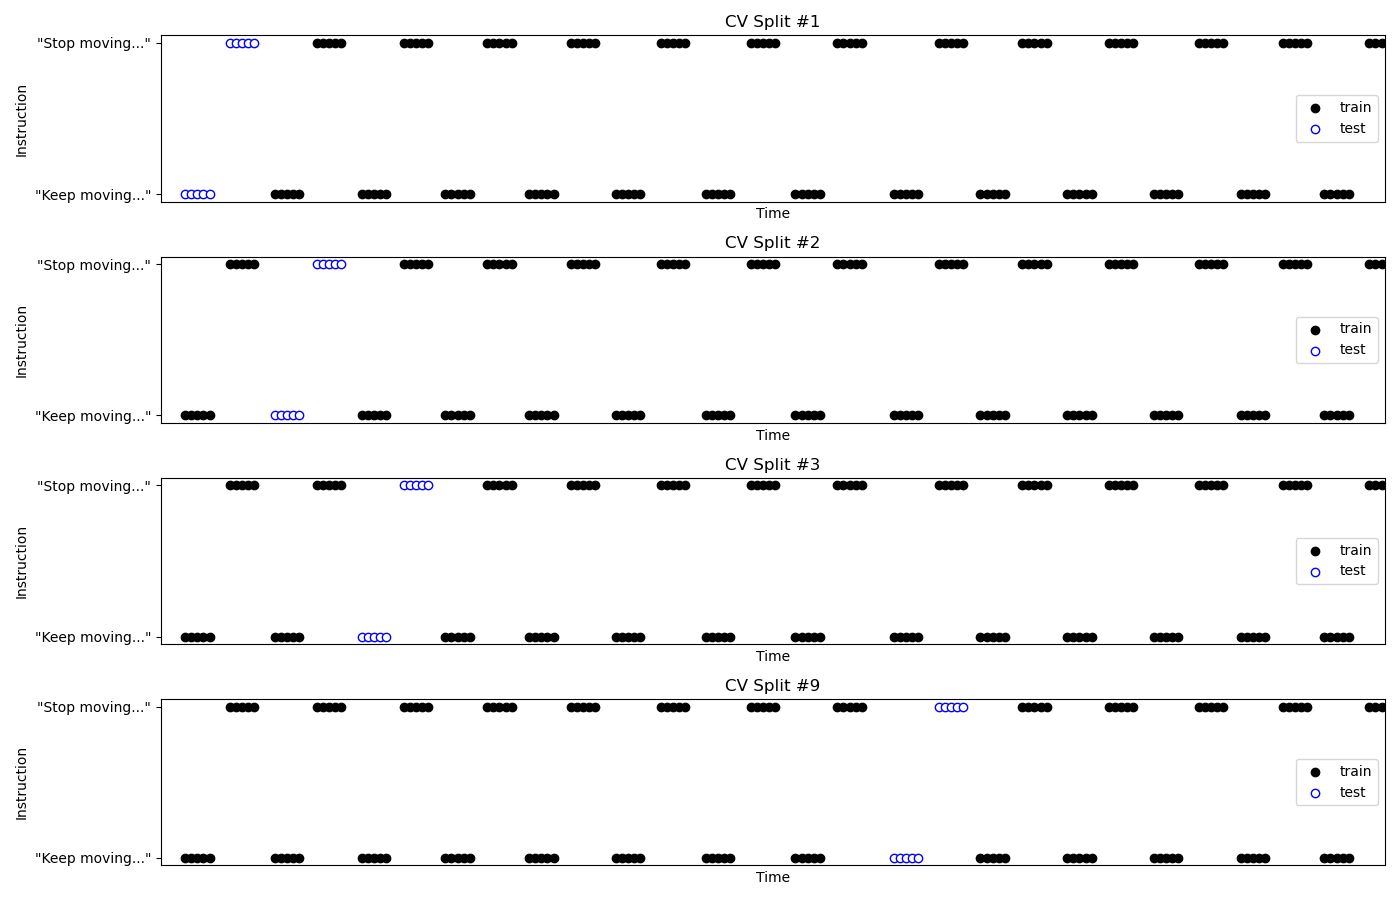 CV Split #1
"Stop moving..."
Instruction
train
test
"Keep moving..."
Time
CV Split #2
"Stop moving..."
Instruction
train
test
"Keep moving..."
Time
CV Split #3
"Stop moving..."
Instruction
train
test
"Keep moving..."
Time
CV Split #9
"Stop moving..."
Instruction
train
test
"Keep moving..."
Time